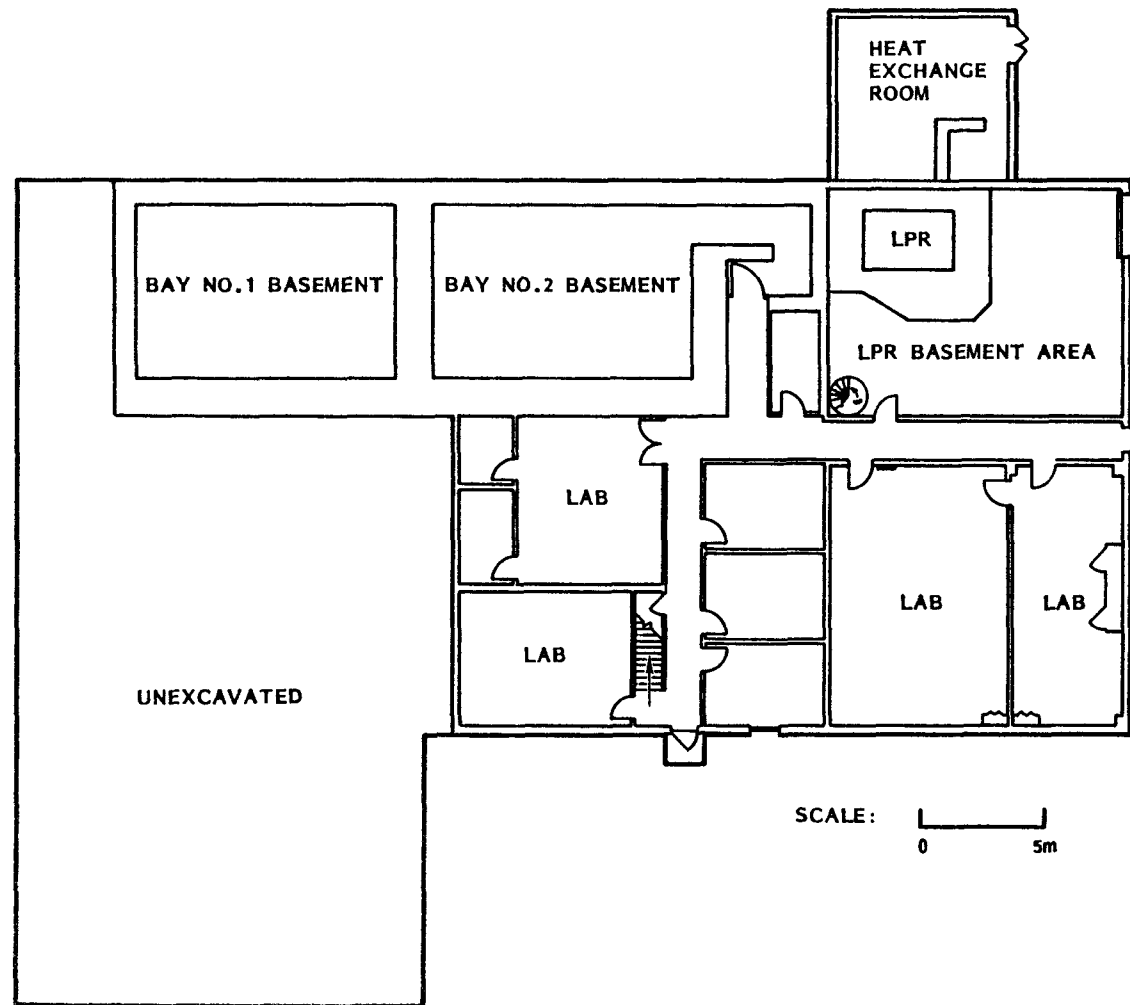 HEAT
EXCHANGE
ROOM
LPR
BAY NO.1 BASEMENT
BAY NO.2 BASEMENT
LPR BASEMENT AREA
LAB
LAB
LAB
LAB
UNEXCAVATED
SCALE:
0 5m